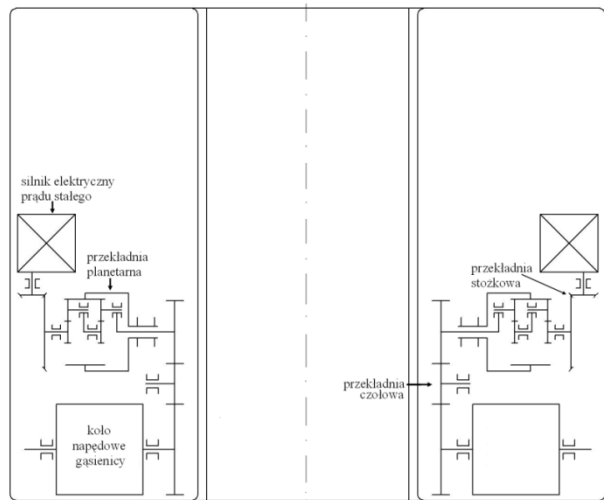 silnik elektryczny
prądu stałego
przekładnia
planetarna
przekładnia
stożkowa
przekładnia
czołowa
koło
napędowe
gąsienicy